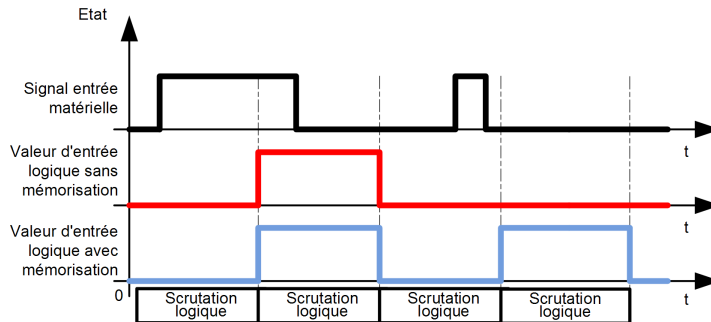 Etat
Signal entrée
matérielle
t
Valeur d'entrée
logique sans
mémorisation
t
Valeur d'entrée
logique avec
mémorisation
0
t
Scrutation
logique
Scrutation
logique
Scrutation
logique
Scrutation
logique